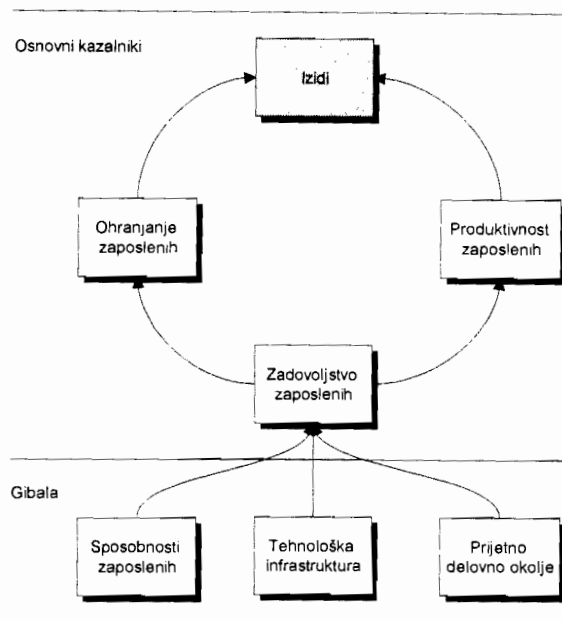 Osnovni kazalniki
Izidi
Ohranjanje
zaposlenih
Produktivnost
zaposlenih
Zadovoljstvo
zaposlenih
Gibala
Sposobnosti
zaposlenih
Tehnološka
infrastruktura
Prijetno
delovno okolje